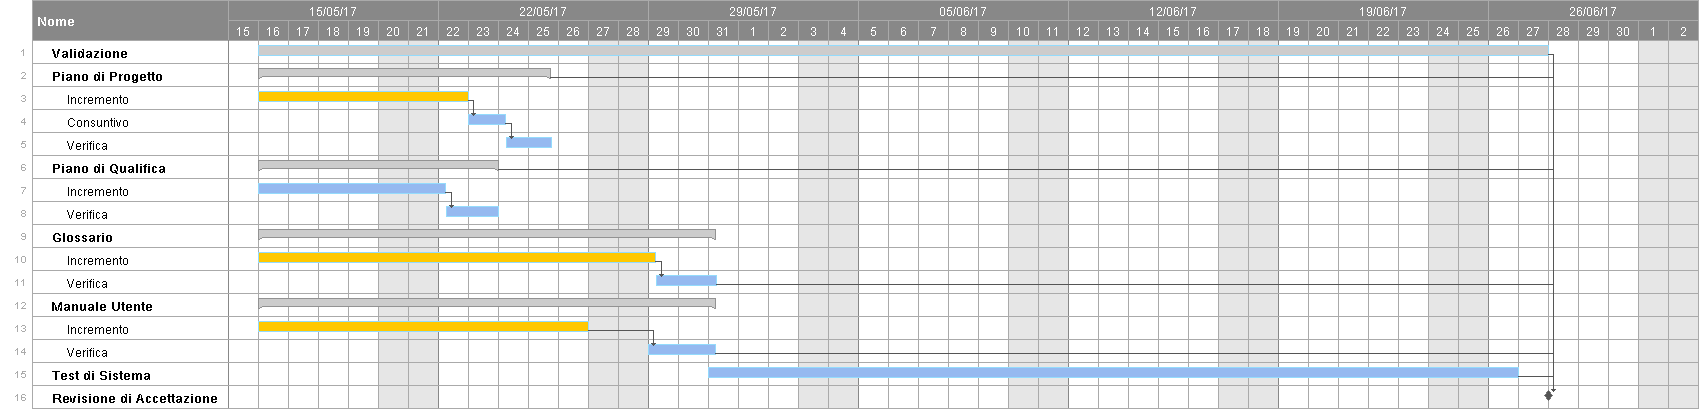 Nome 15/05/17 22/05/17 29/05/17 05/06/17 12/06/17 19/06/17 26/06/17
15 16 17 18 19 20 21 22 23 24 25 26 27 28 29 30 31 1 2 3 4 5 6 7 8 9 10 11 12 13 14 15 16 17 18 19 20 21 22 23 24 25 26 27 28 29 30 1 2
1 Validazione
2 Piano di Progetto
3 Incremento
4 Consuntivo
5 Verifica
6 Piano di Qualifica
7 Incremento
8 Verifica
9 Glossario
10 Incremento
11 Verifica
12 Manuale Utente
13 Incremento
14 Verifica
15 Test di Sistema
16 Revisione di Accettazione